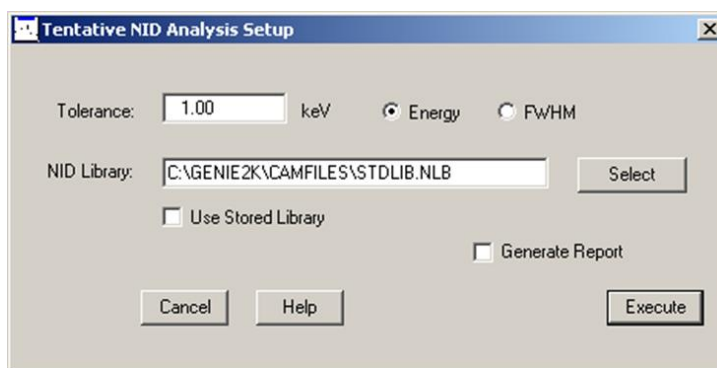 Tentative NID Analysis Setup
Tolerance: 1.00 keV Energy FWHM
NID Library: C:\GENIE2K\CAMFILES\STDLIB.NLB Select
Use Stored Library
Generate Report
Cancel Help Execute